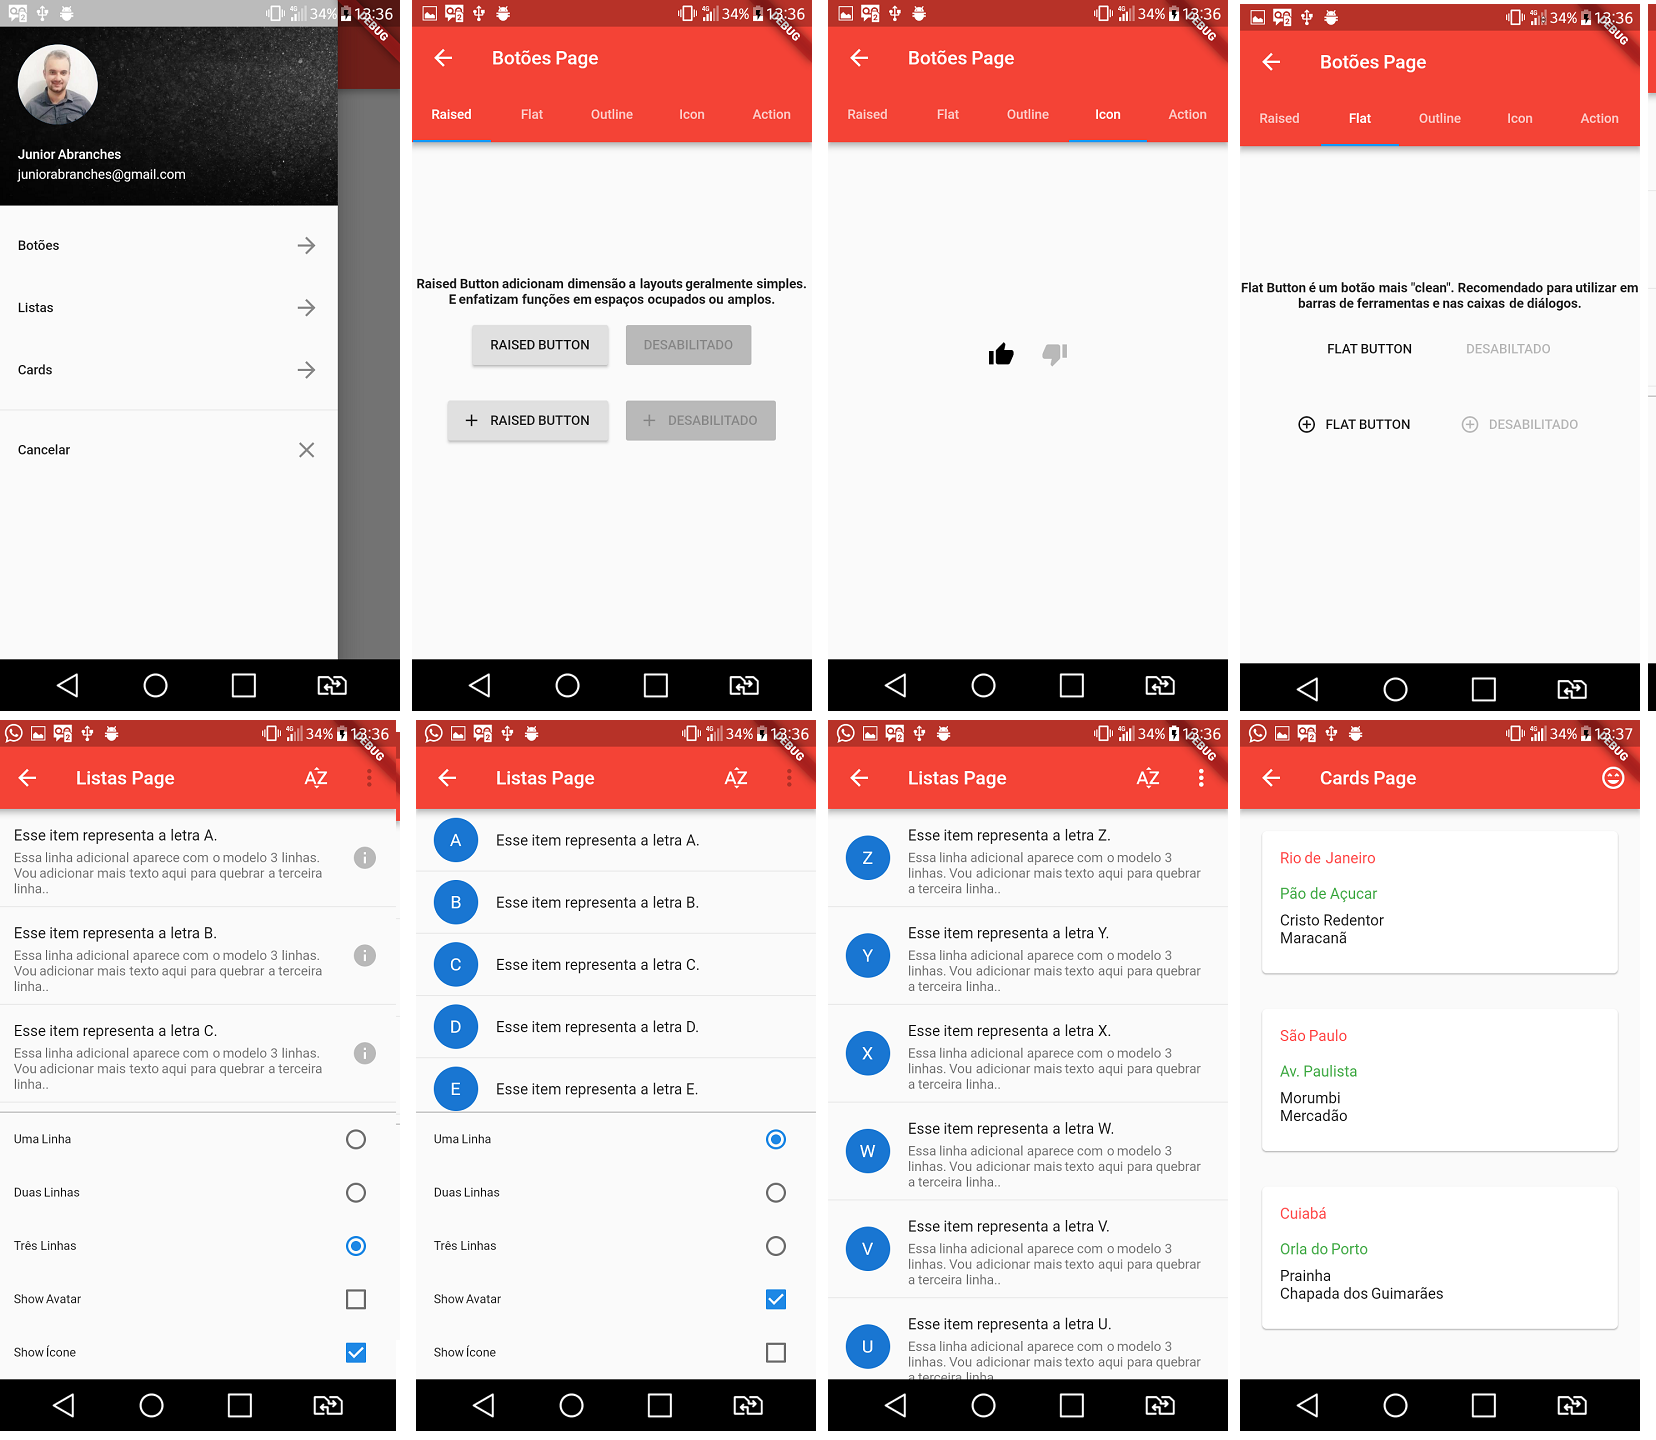 34% 13:36
DEBUG
Junior Abranches
juniorabranches@gmail.com
Botões
Listas
Cards
Cancelar
4G 34% 13:36
DEBUG
Botões Page
Raised Flat Outline Icon Action
Raised Button adicionam dimensão a layouts geralmente simples.
E enfatizam funções em espaços ocupados ou amplos.
RAISED BUTTON DESABILITADO
RAISED BUTTON DESABILITADO
4G 34% 13:36
DEBUG
Botões Page
Raised Flat Outline Icon Action
4G 34% 13:36
DEBUG
Botões Page
Raised Flat Outline Icon Action
Flat Button é um botão mais "clean". Recomendado para utilizar em
barras de ferramentas e nas caixas de diálogos.
FLAT BUTTON DESABILTADO
FLAT BUTTON DESABILITADO
4G 34% 13:36
DEBUG
Listas Page AZ
Esse item representa a letra A.
Essa linha adicional aparece com o modelo 3 linhas.
Vou adicionar mais texto aqui para quebrar a terceira
linha..
Esse item representa a letra B.
Essa linha adicional aparece com o modelo 3 linhas.
Vou adicionar mais texto aqui para quebrar a terceira
linha..
Esse item representa a letra C.
Essa linha adicional aparece com o modelo 3 linhas.
Vou adicionar mais texto aqui para quebrar a terceira
linha..
Uma Linha
Duas Linhas
Três Linhas
Show Avatar
Show Ícone
4G 34% 13:36
DEBUG
Listas Page AZ
A Esse item representa a letra A.
B Esse item representa a letra B.
C Esse item representa a letra C.
D Esse item representa a letra D.
E Esse item representa a letra E.
Uma Linha
Duas Linhas
Três Linhas
Show Avatar
Show Ícone
4G 34% 13:36
DEBUG
Listas Page AZ
Z Esse item representa a letra Z.
Essa linha adicional aparece com o modelo 3
linhas. Vou adicionar mais texto aqui para quebrar
a terceira linha..
Y Esse item representa a letra Y.
Essa linha adicional aparece com o modelo 3
linhas. Vou adicionar mais texto aqui para quebrar
a terceira linha..
X Esse item representa a letra X.
Essa linha adicional aparece com o modelo 3
linhas. Vou adicionar mais texto aqui para quebrar
a terceira linha..
W Esse item representa a letra W.
Essa linha adicional aparece com o modelo 3
linhas. Vou adicionar mais texto aqui para quebrar
a terceira linha..
V Esse item representa a letra V.
Essa linha adicional aparece com o modelo 3
linhas. Vou adicionar mais texto aqui para quebrar
a terceira linha..
U Esse item representa a letra U.
Essa linha adicional aparece com o modelo 3
linhas. Vou adicionar mais texto aqui para quebrar
a terceira linha..
4G 34% 13:37
DEBUG
Cards Page
Rio de Janeiro
Pão de Açucar
Cristo Redentor
Maracanã
São Paulo
Av. Paulista
Morumbi
Mercadão
Cuiabá
Orla do Porto
Prainha
Chapada dos Guimarães